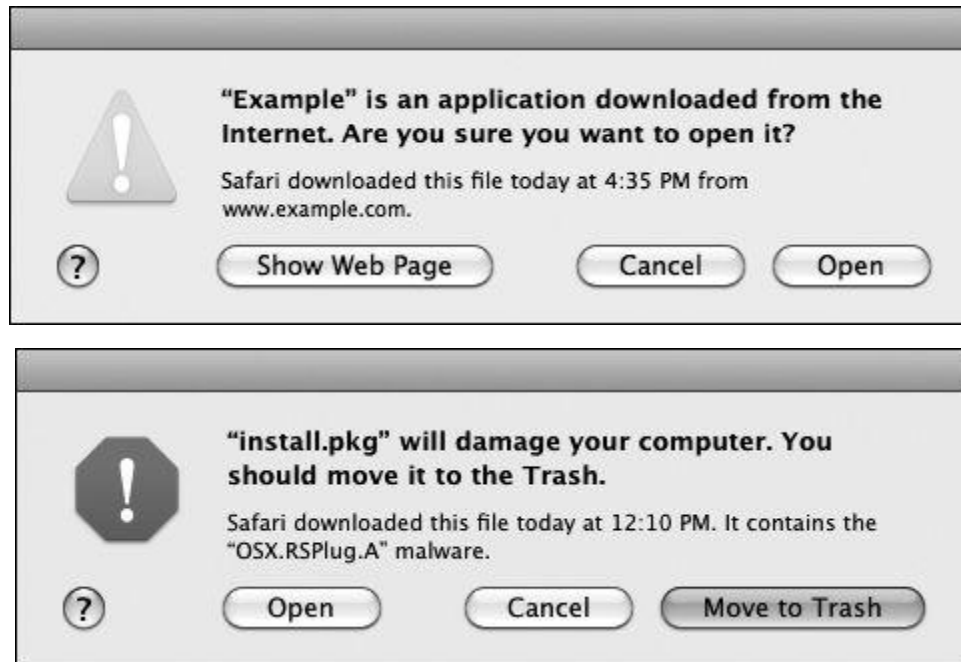 “Example” is an application downloaded from the
Internet. Are you sure you want to open it?
Safari downloaded this file today at 4:35 PM from
www.example.com.
?
Show Web Page
Cancel
Open
“install.pkg” will damage your computer. You
should move it to the Trash.
Safari downloaded this file today at 12:10 PM. It contains the
“OSX.RSPlug.A” malware.
?
Open
Cancel
Move to Trash